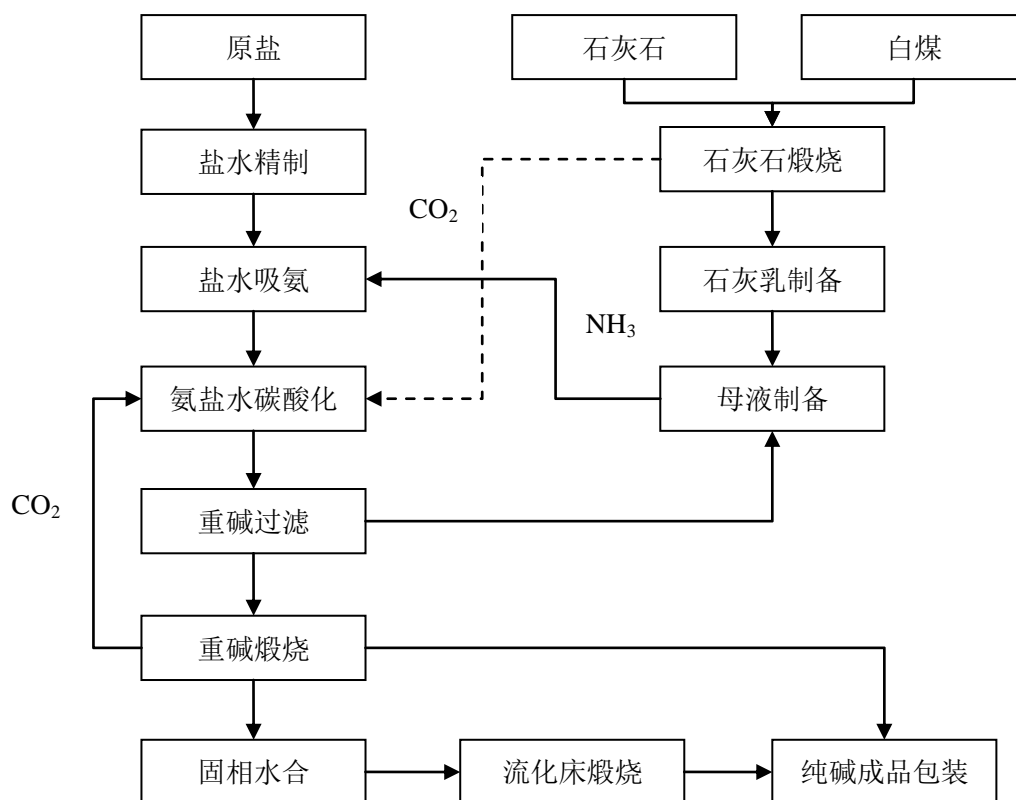 原盐
石灰石
白煤
盐水精制
石灰石煅烧
CO₂
盐水吸氨
石灰乳制备
NH₃
氨盐水碳酸化
母液制备
CO₂
重碱过滤
重碱煅烧
固相水合
流化床煅烧
纯碱成品包装